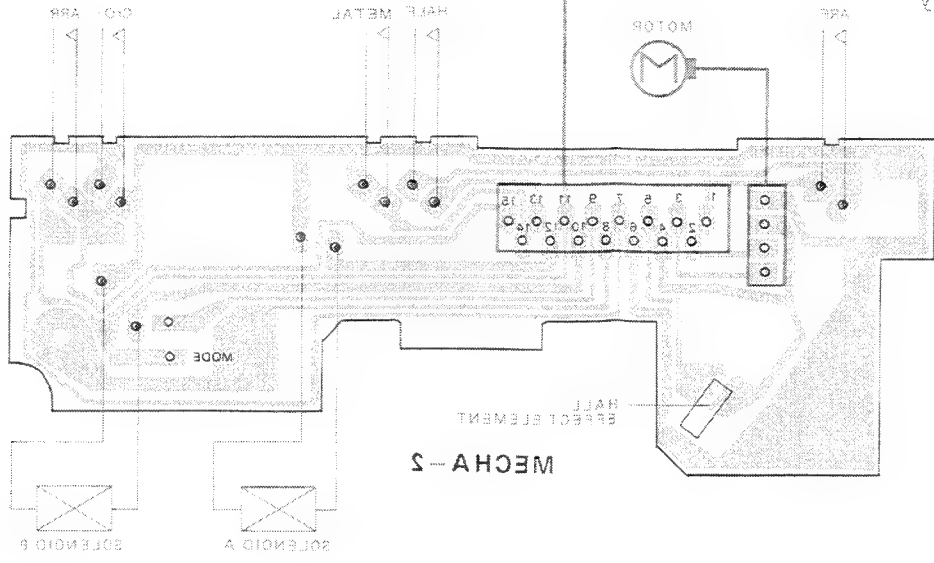 y
ARF
HALF
METAL
ARR
MOTOR
1 3 5 7 9 11 13 15
2 4 6 8 10 12 14
MODE
HALL
EFFECT ELEMENT
MECHA-2
SOLENOID A
SOLENOID B